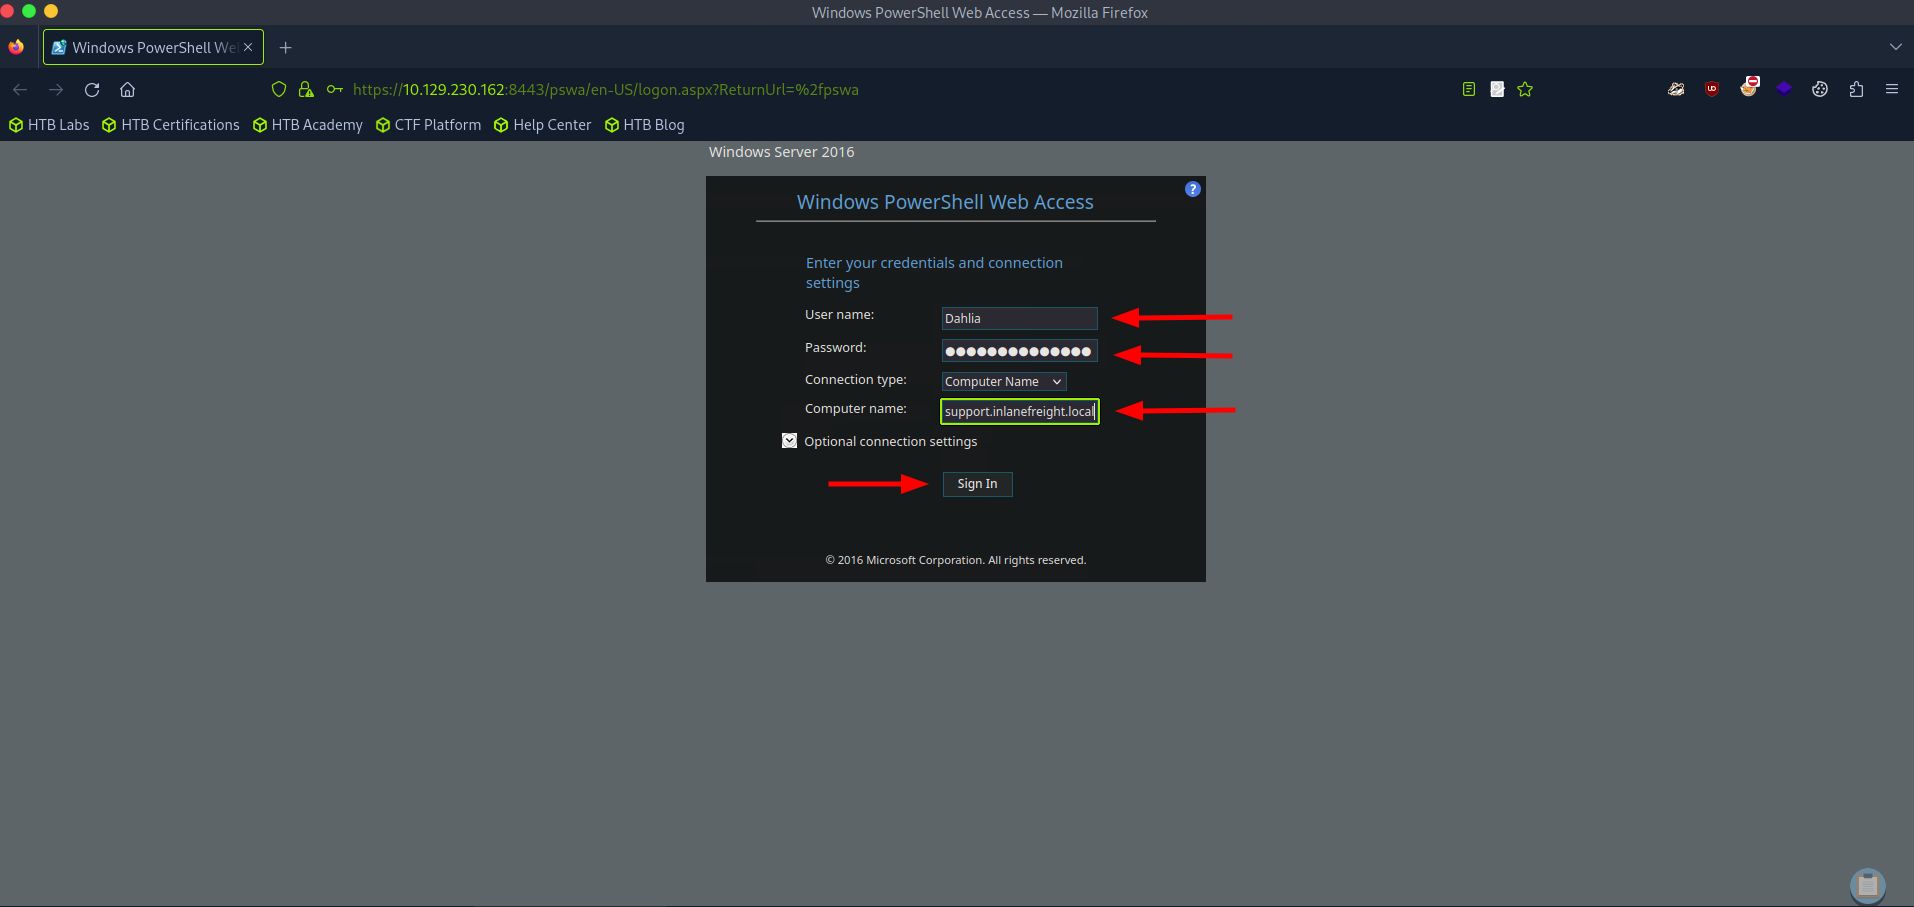 Windows PowerShell Web Access — Mozilla Firefox
Windows PowerShell We
https://10.129.230.162:8443/pswa/en-US/logon.aspx?ReturnUrl=%2fpswa
HTB Labs HTB Certifications HTB Academy CTF Platform Help Center HTB Blog
Windows Server 2016
?
Windows PowerShell Web Access
Enter your credentials and connection
settings
User name: Dahlia
Password: ●●●●●●●●●●●●●●
Connection type: Computer Name
Computer name: support.inlanefreight.local
Optional connection settings
Sign In
© 2016 Microsoft Corporation. All rights reserved.